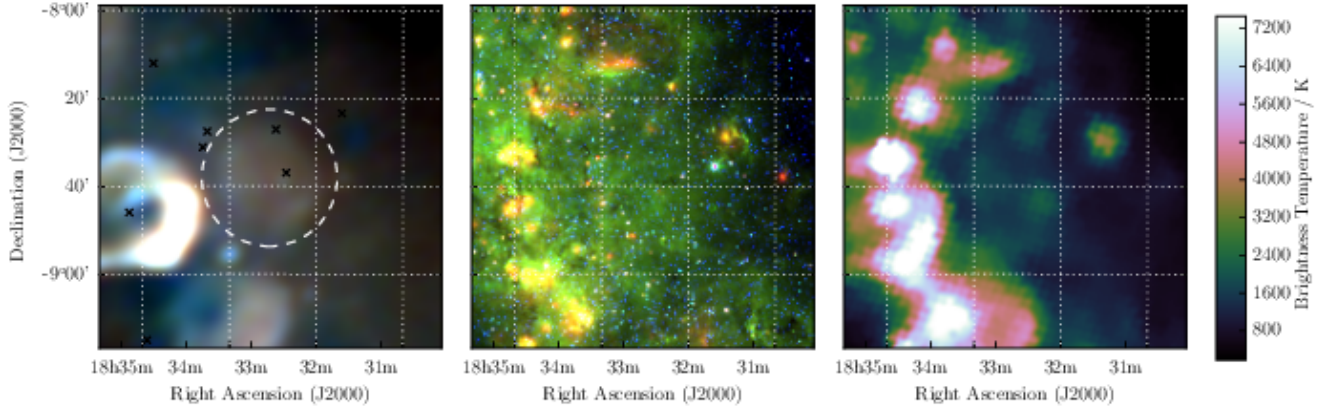 -8°00′
20′
40′
-9°00′
Declination (J2000)
18h35m 34m 33m 32m 31m
Right Ascension (J2000)
18h35m 34m 33m 32m 31m
Right Ascension (J2000)
18h35m 34m 33m 32m 31m
Right Ascension (J2000)
7200
6400
5600
4800
4000
3200
2400
1600
800
Brightness Temperature / K